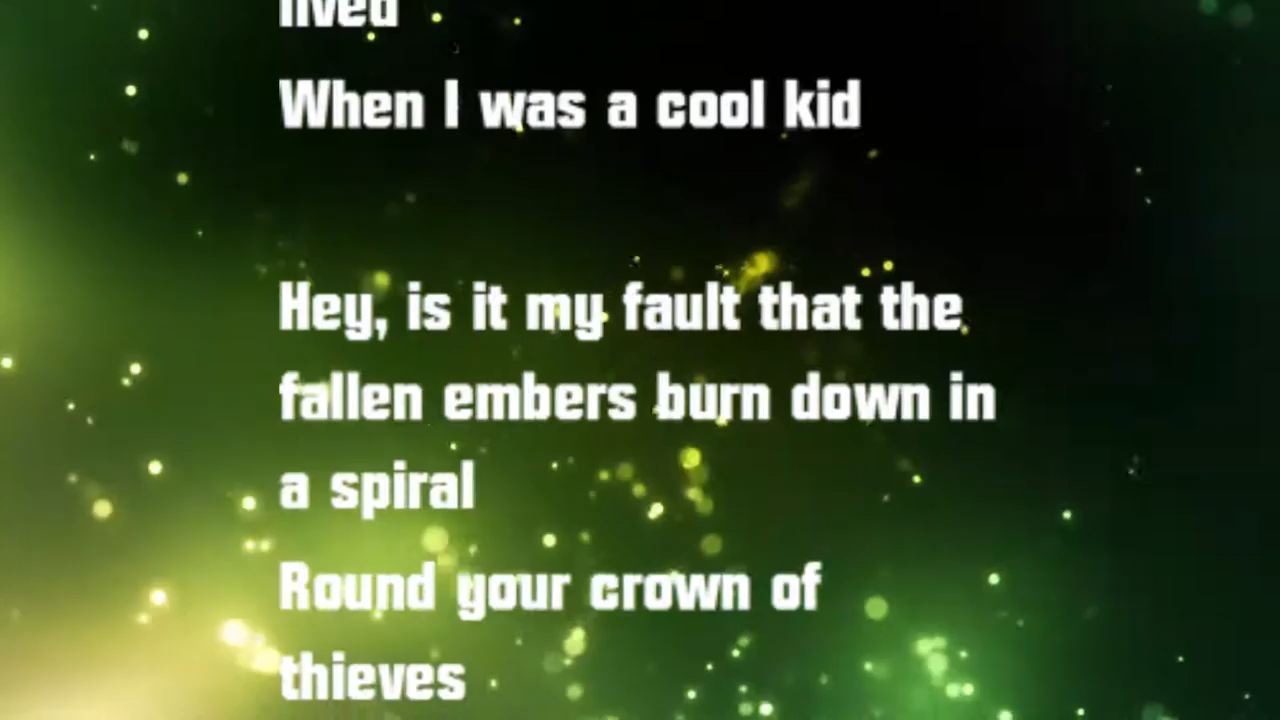 lived
When I was a cool kid
Hey, is it my fault that the
fallen embers burn down in
a spiral
Round your crown of
thieves